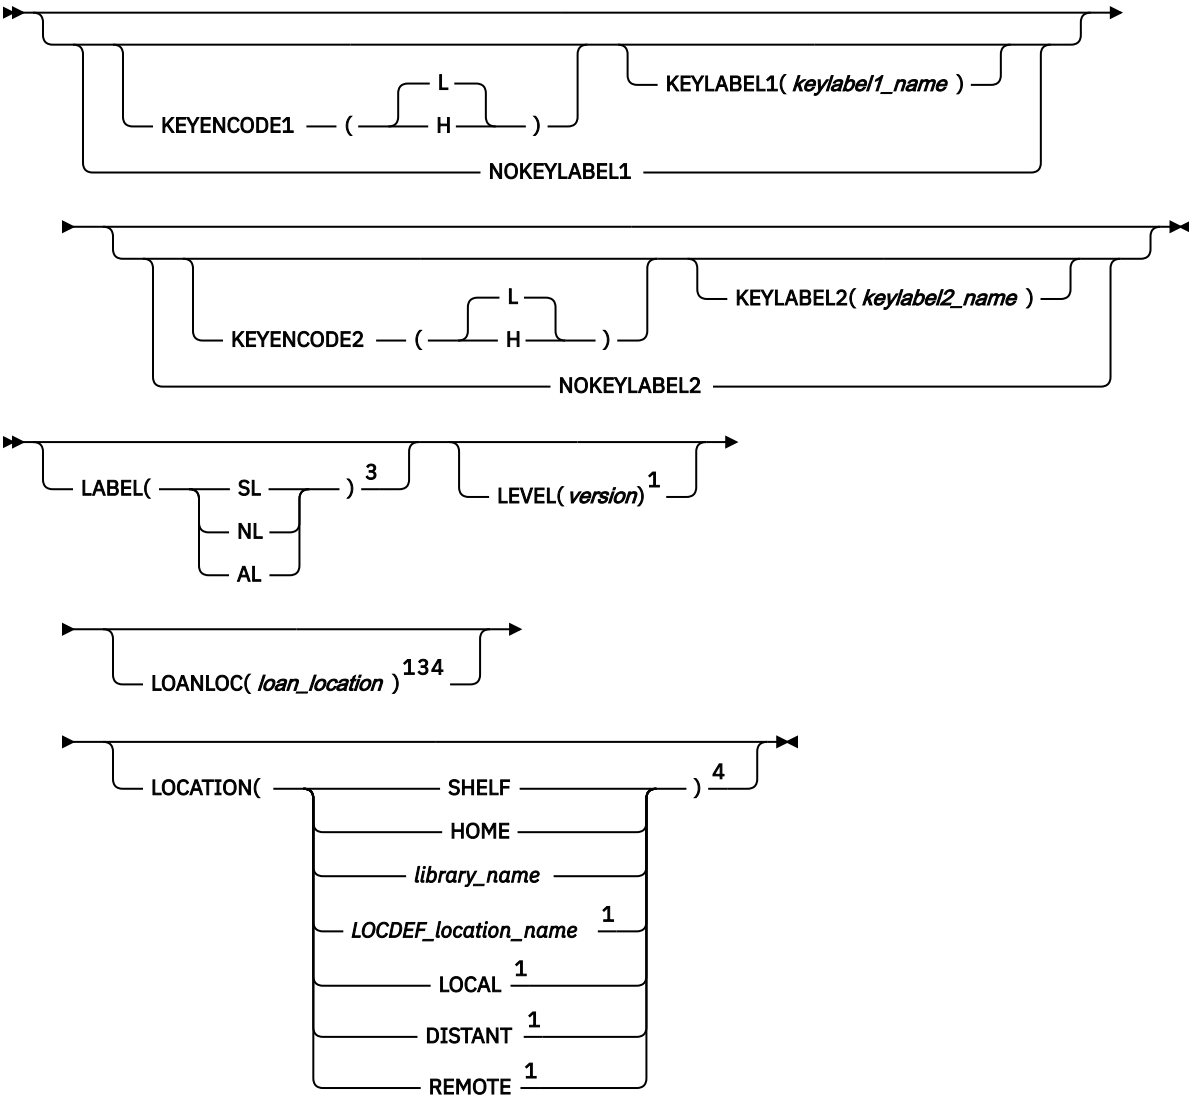 L
KEYLABEL1( keylabel1_name )
KEYENCODE1 ( H )
NOKEYLABEL1
L
KEYLABEL2( keylabel2_name )
KEYENCODE2 ( H )
NOKEYLABEL2
LABEL( SL ) 3
LEVEL( version) 1
NL
AL
LOANLOC( loan_location ) 134
LOCATION( SHELF ) 4
HOME
library_name
LOCDEF_location_name 1
LOCAL 1
DISTANT 1
REMOTE 1